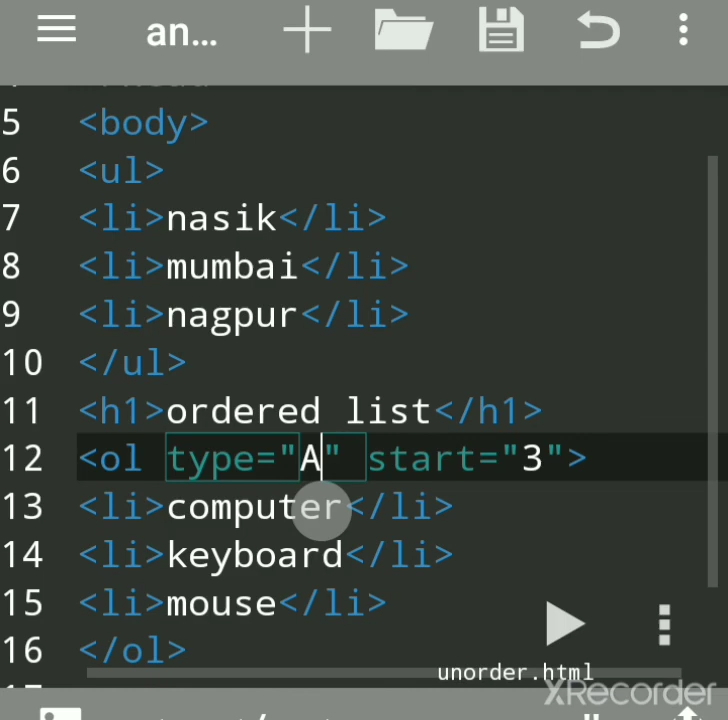 an...
5 <body>
6 <ul>
7 <li>nasik</li>
8 <li>mumbai</li>
9 <li>nagpur</li>
10 </ul>
11 <h1>ordered list</h1>
12 <ol type="A" start="3">
13 <li>computer</li>
14 <li>keyboard</li>
15 <li>mouse</li>
16 </ol>
unorder.html
XRecorder